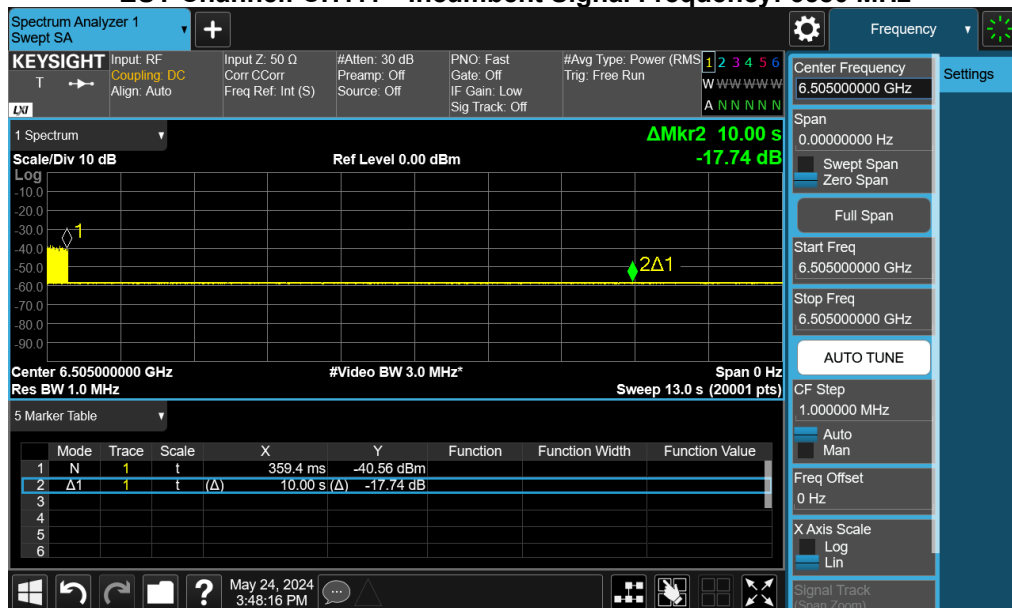 Spectrum Analyzer 1
Swept SA
Frequency
KEYSIGHT
LXI
T
Input: RF
Coupling: DC
Align: Auto
Input Z: 50 Ω
Corr CCorr
Freq Ref: Int (S)
#Atten: 30 dB
Preamp: Off
Source: Off
PNO: Fast
Gate: Off
IF Gain: Low
Sig Track: Off
#Avg Type: Power (RMS
Trig: Free Run
1 2 3 4 5 6
W W W W W W
A N N N N N
1 Spectrum
ΔMkr2 10.00 s
-17.74 dB
Scale/Div 10 dB
Ref Level 0.00 dBm
Log
-10.0
-20.0
-30.0
-40.0
-50.0
-60.0
-70.0
-80.0
-90.0
1
2Δ1
Center 6.505000000 GHz
#Video BW 3.0 MHz*
Span 0 Hz
Res BW 1.0 MHz
Sweep 13.0 s (20001 pts)
5 Marker Table
Mode Trace Scale X Y Function Function Width Function Value
1 N 1 t 359.4 ms -40.56 dBm
2 Δ1 1 t (Δ) 10.00 s (Δ) -17.74 dB
3
4
5
6
?
May 24, 2024
3:48:16 PM
Center Frequency
6.505000000 GHz
Settings
Span
0.00000000 Hz
Swept Span
Zero Span
Full Span
Start Freq
6.505000000 GHz
Stop Freq
6.505000000 GHz
AUTO TUNE
CF Step
1.000000 MHz
Auto
Man
Freq Offset
0 Hz
X Axis Scale
Log
Lin
Signal Track
(Span Zoom)